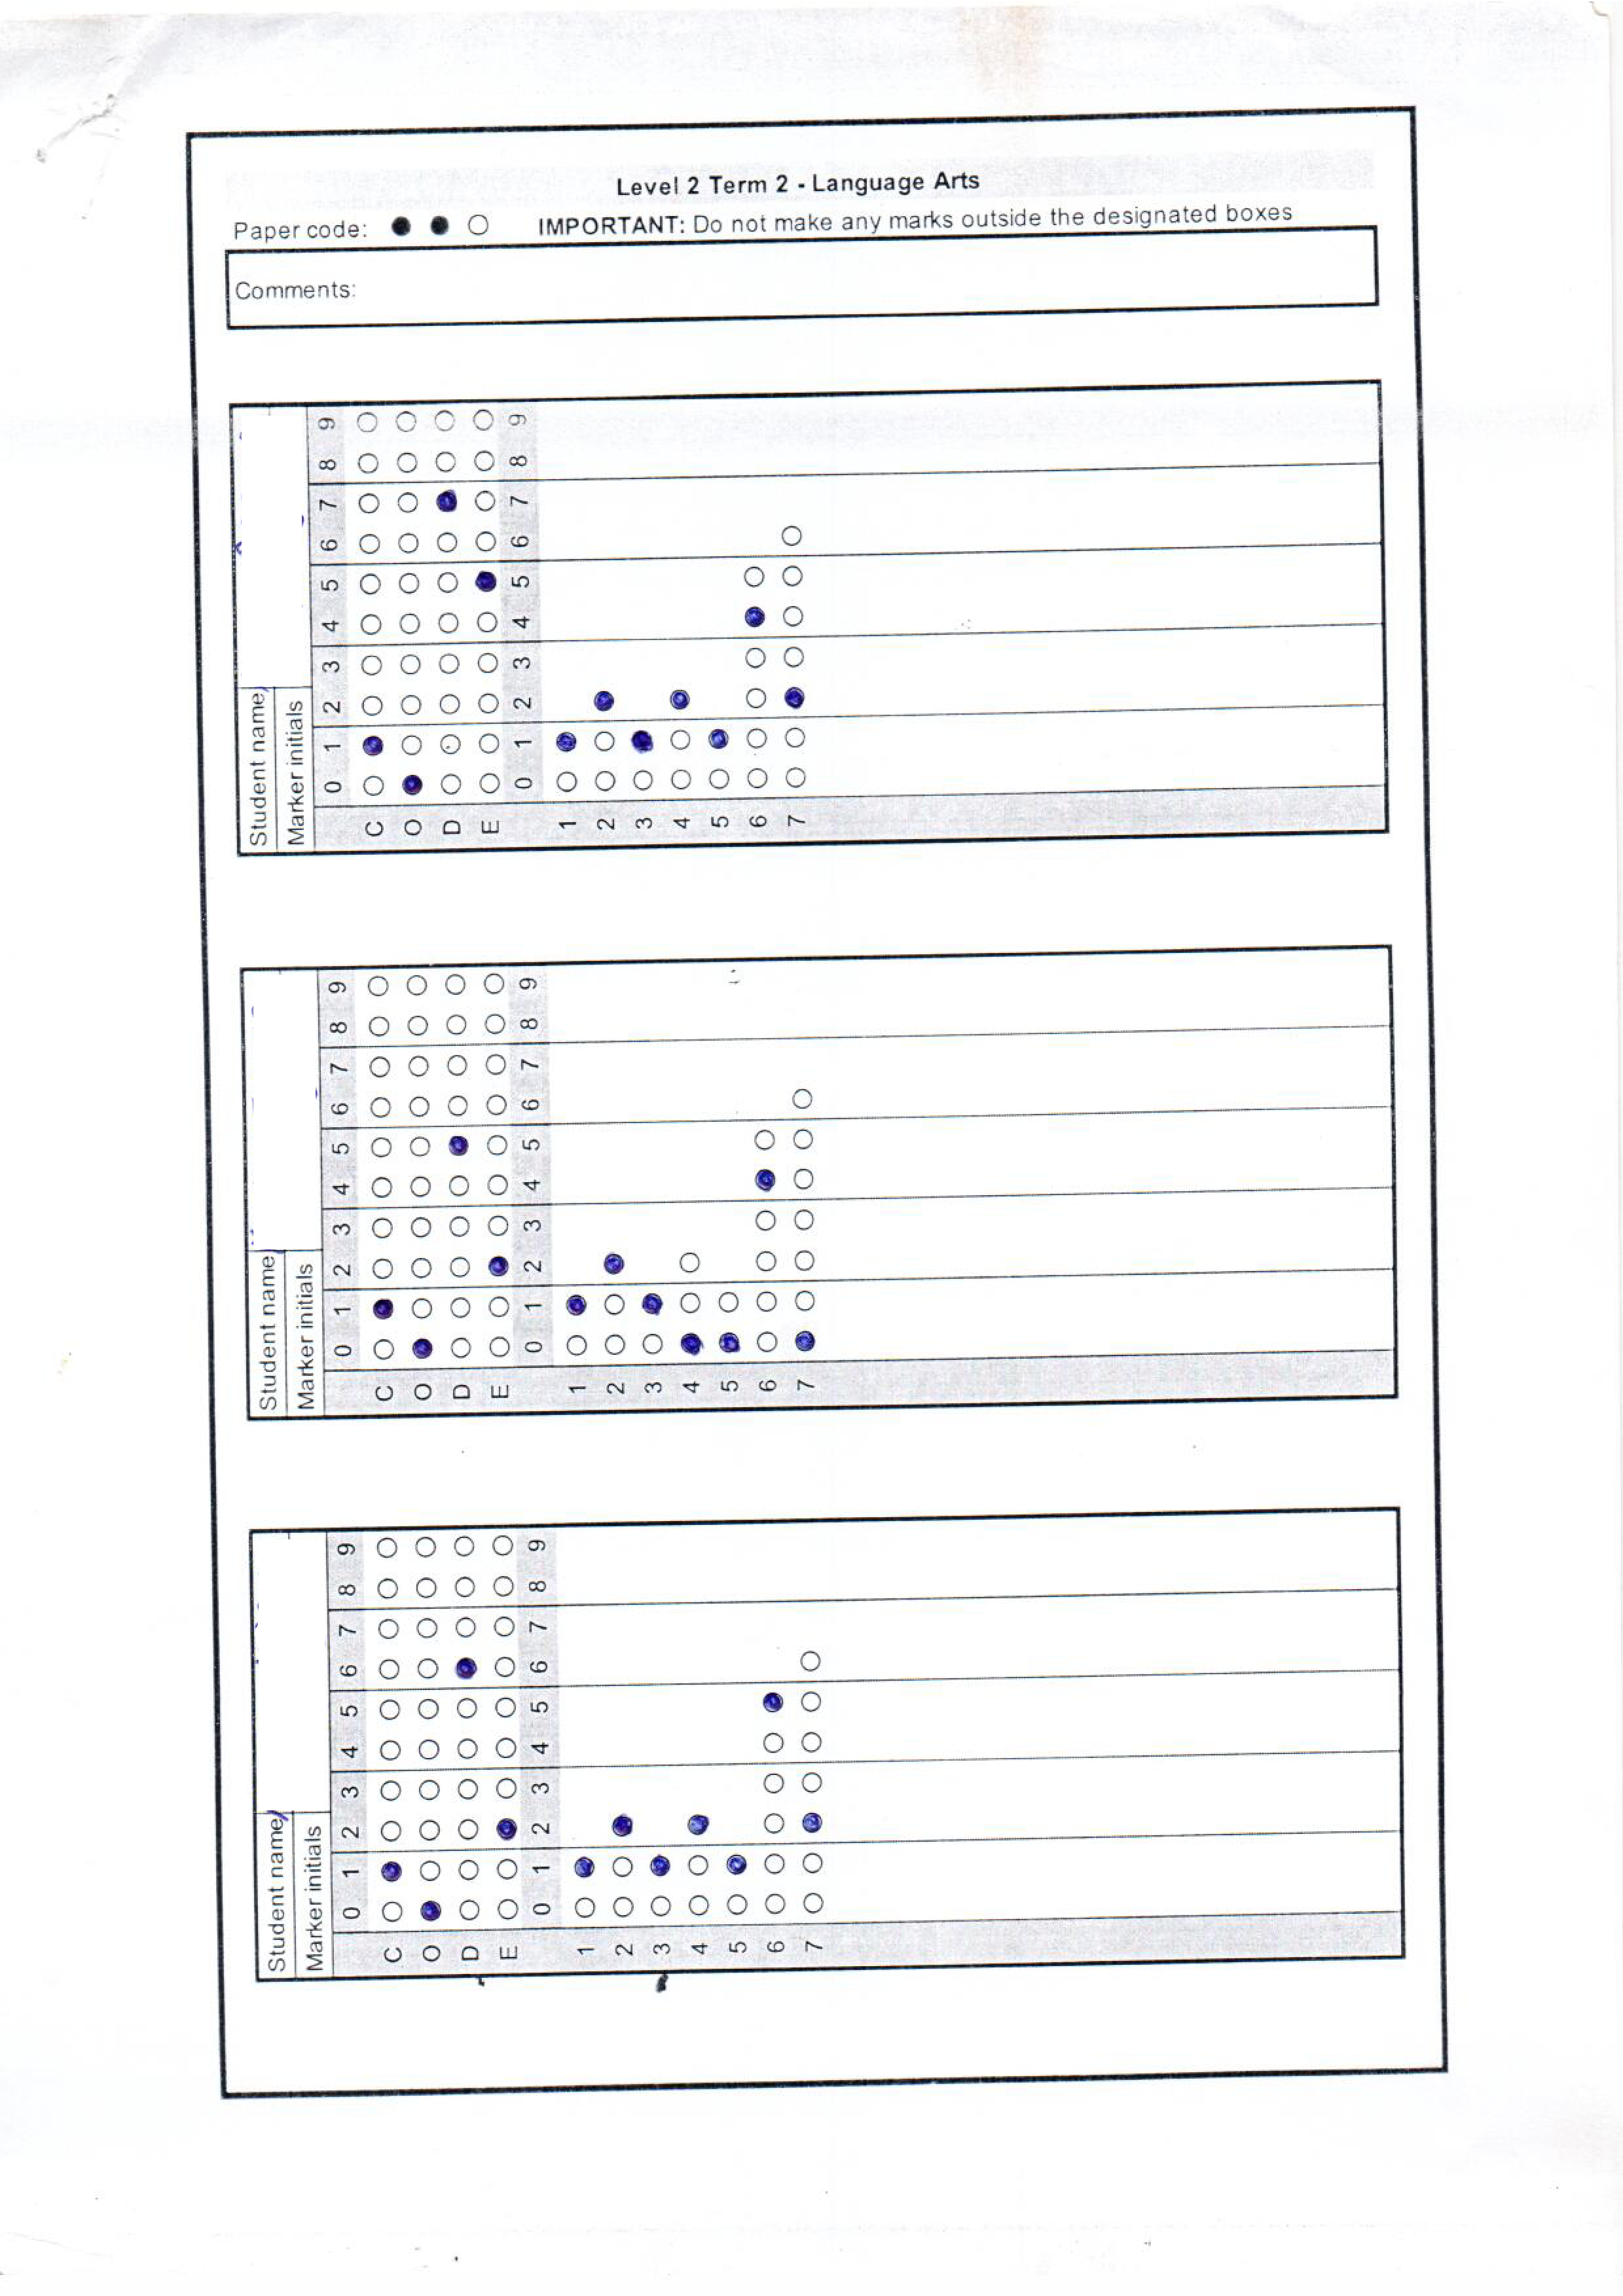 Level 2 Term 2 - Language Arts
Paper code: IMPORTANT: Do not make any marks outside the designated boxes
Comments:
Student name
Marker initials
0 1 2 3 4 5 6 7 8 9
C
O
D
E
0 1 2 3 4 5 6 7 8 9
1
2
3
4
5
6
7
Student name
Marker initials
0 1 2 3 4 5 6 7 8 9
C
O
D
E
0 1 2 3 4 5 6 7 8 9
1
2
3
4
5
6
7
Student name
Marker initials
0 1 2 3 4 5 6 7 8 9
C
O
D
E
0 1 2 3 4 5 6 7 8 9
1
2
3
4
5
6
7